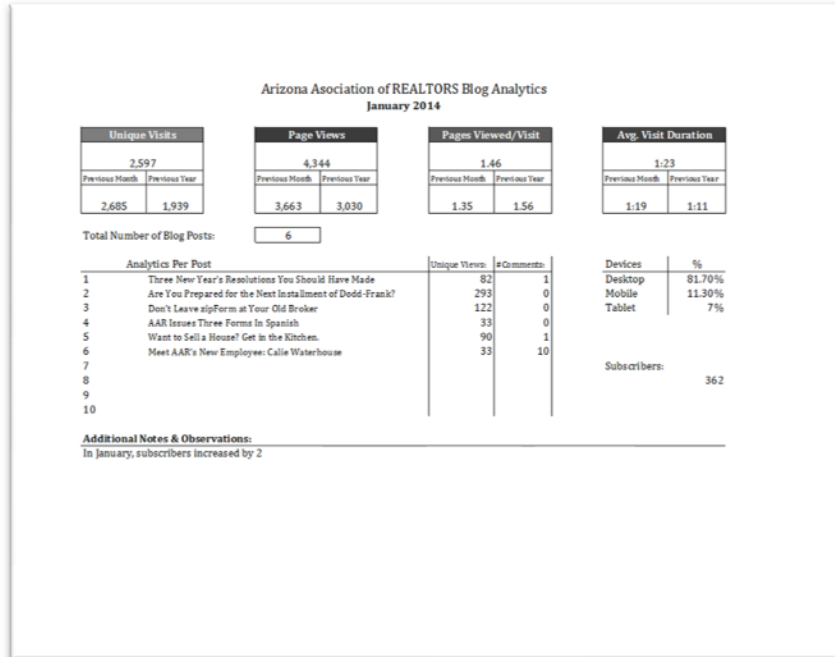 Arizona Asociation of REALTORS Blog Analytics
January 2014
Unique Visits Page Views Pages Viewed/Visit Avg. Visit Duration
2,597 4,344 1.46 1:23
Previous Month Previous Year Previous Month Previous Year Previous Month Previous Year Previous Month Previous Year
2,685 1,939 3,663 3,030 1.35 1.56 1:19 1:11
Total Number of Blog Posts: 6
Analytics Per Post Unique Views: #Comments: Devices %
1 Three New Year's Resolutions You Should Have Made 82 1 Desktop 81.70%
2 Are You Prepared for the Next Installment of Dodd-Frank? 293 0 Mobile 11.30%
3 Don't Leave zipForm at Your Old Broker 122 0 Tablet 7%
4 AAR Issues Three Forms In Spanish 33 0
5 Want to Sell a House? Get in the Kitchen. 90 1
6 Meet AAR's New Employee: Calie Waterhouse 33 10
7 Subscribers:
8 362
9
10
Additional Notes & Observations:
In January, subscribers increased by 2